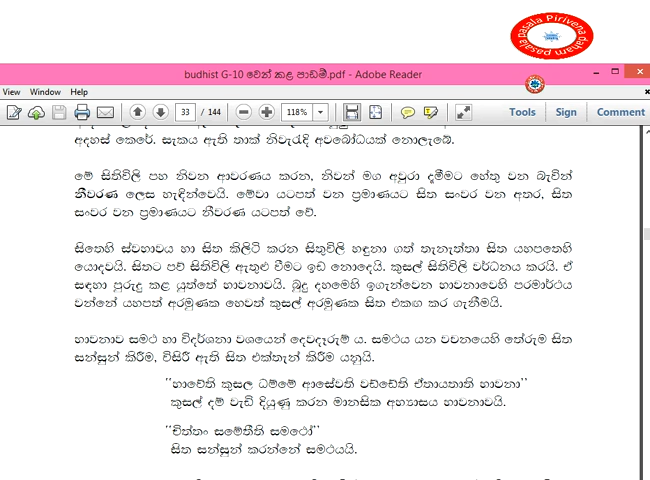 pasala Pirivena daham pasala
budhist G-10 වෙන් කළ පාඩම්.pdf - Adobe Reader
View Window Help
33 / 144 118% Tools Sign Comment
අදහස් කෙරේ. සැකය ඇති තාක් නිවැරැදි අවබෝධයක් නොලැබේ.
මේ සිතිවිලි පහ නිවන ආවරණය කරන, නිවන් මග අවුරා දැමීමට හේතු වන බැවින්
නීවරණ ලෙස හැඳින්වෙයි. මේවා යටපත් වන ප්‍රමාණයට සිත සංවර වන අතර, සිත
සංවර වන ප්‍රමාණයට නීවරණ යටපත් වේ.
සිතෙහි ස්වභාවය හා සිත කිලිටි කරන සිතුවිලි හඳුනා ගත් තැනැත්තා සිත යහපතෙහි
යොදවයි. සිතට පව් සිතිවිලි ඇතුළු වීමට ඉඩ නොදෙයි. කුසල් සිතිවිලි වර්ධනය කරයි. ඒ
සඳහා පුරුදු කළ යුත්තේ භාවනාවයි. බුදු දහමෙහි ඉගැන්වෙන භාවනාවෙහි පරමාර්ථය
වන්නේ යහපත් අරමුණක හෙවත් කුසල් අරමුණක සිත එකඟ කර ගැනීමයි.
භාවනාව සමථ හා විදර්ශනා වශයෙන් දෙවදෑරුම් ය. සමථය යන වචනයෙහි තේරුම සිත
සන්සුන් කිරීම, විසිරී ඇති සිත එක්තැන් කිරීම යනුයි.
"භාවේති කුසල ධම්මේ ආසේවති වඩ්ඪේති ඒතායතාති භාවනා"
කුසල් දම් වැඩි දියුණු කරන මානසික අභ්‍යාසය භාවනාවයි.
"චිත්තං සමේතීති සමථෝ"
සිත සන්සුන් කරන්නේ සමථයයි.